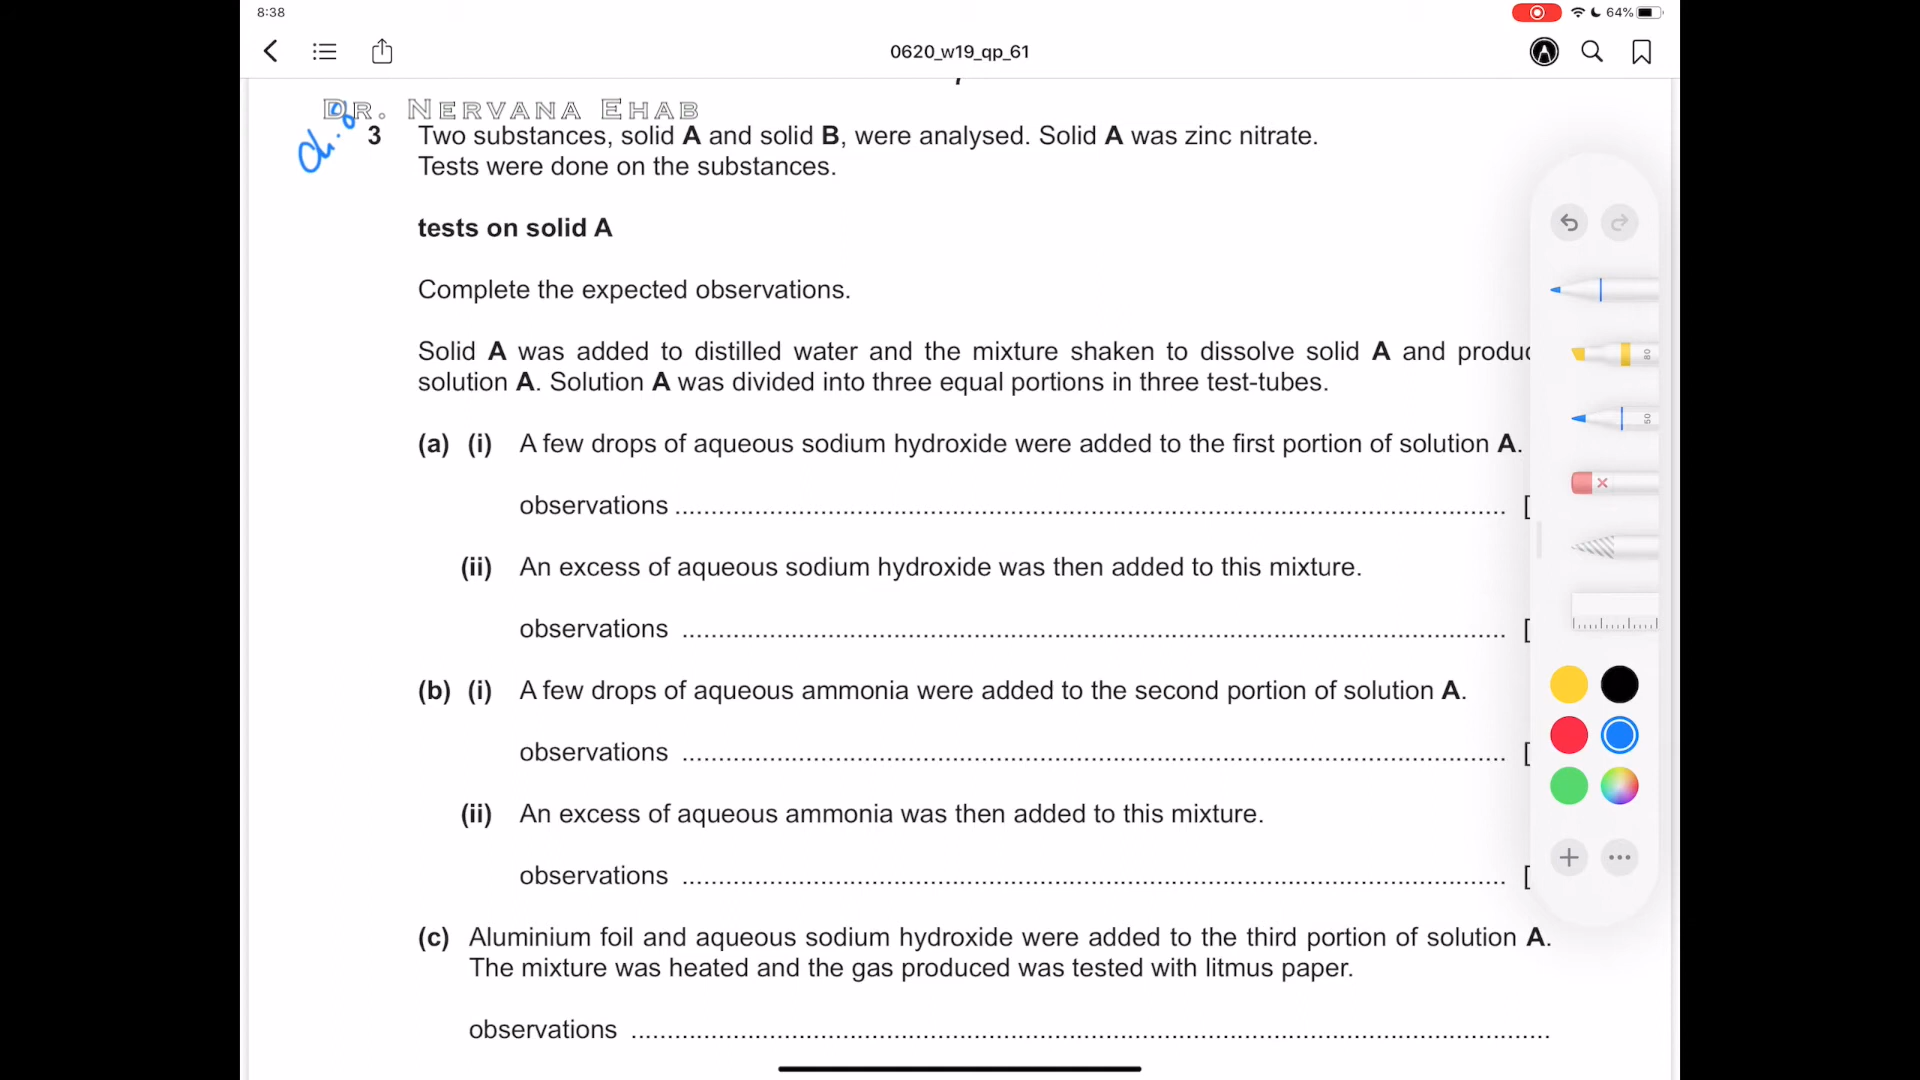 8:38
64%
0620_w19_qp_61
Dr. Nervana Ehab
3 Two substances, solid A and solid B, were analysed. Solid A was zinc nitrate.
Tests were done on the substances.
tests on solid A
Complete the expected observations.
Solid A was added to distilled water and the mixture shaken to dissolve solid A and produc
solution A. Solution A was divided into three equal portions in three test-tubes.
(a) (i) A few drops of aqueous sodium hydroxide were added to the first portion of solution A.
observations ........................................ [
(ii) An excess of aqueous sodium hydroxide was then added to this mixture.
observations ........................................ [
(b) (i) A few drops of aqueous ammonia were added to the second portion of solution A.
observations ........................................ [
(ii) An excess of aqueous ammonia was then added to this mixture.
observations ........................................ [
(c) Aluminium foil and aqueous sodium hydroxide were added to the third portion of solution A.
The mixture was heated and the gas produced was tested with litmus paper.
observations ........................................
80
50